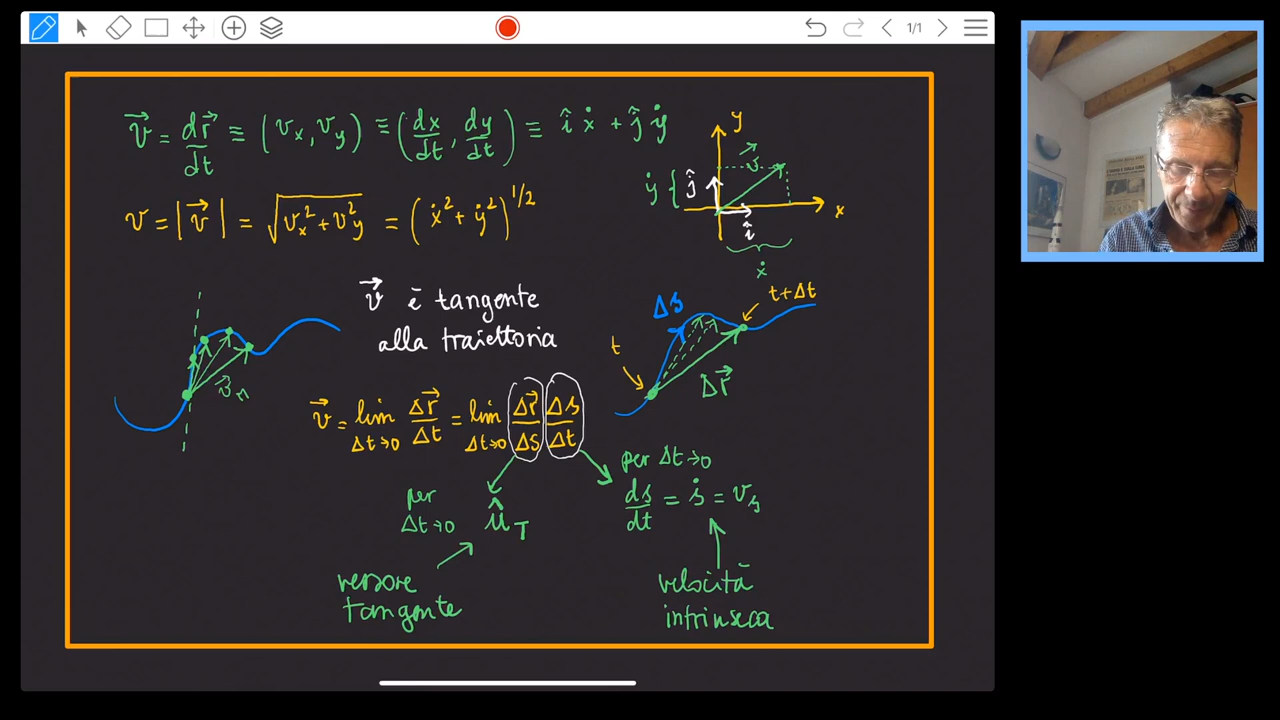 1/1
v⃗ = dr⃗/dt ≡ (vx, vy) ≡ (dx/dt, dy/dt) ≡ î ẋ + ĵ ẏ
y
v⃗
ẏ { ĵ
x
î
ẋ
v = |v⃗| = √(vx² + vy²) = (ẋ² + ẏ²)^1/2
v⃗ è tangente
alla traiettoria
Δs
t+Δt
t
Δr⃗
v⃗ = lim Δt→0 Δr⃗/Δt = lim Δt→0 Δr⃗/Δs Δs/Δt
per Δt→0
ds/dt = ṡ = vs
per
Δt→0
ûT
versore
tangente
velocità
intrinseca